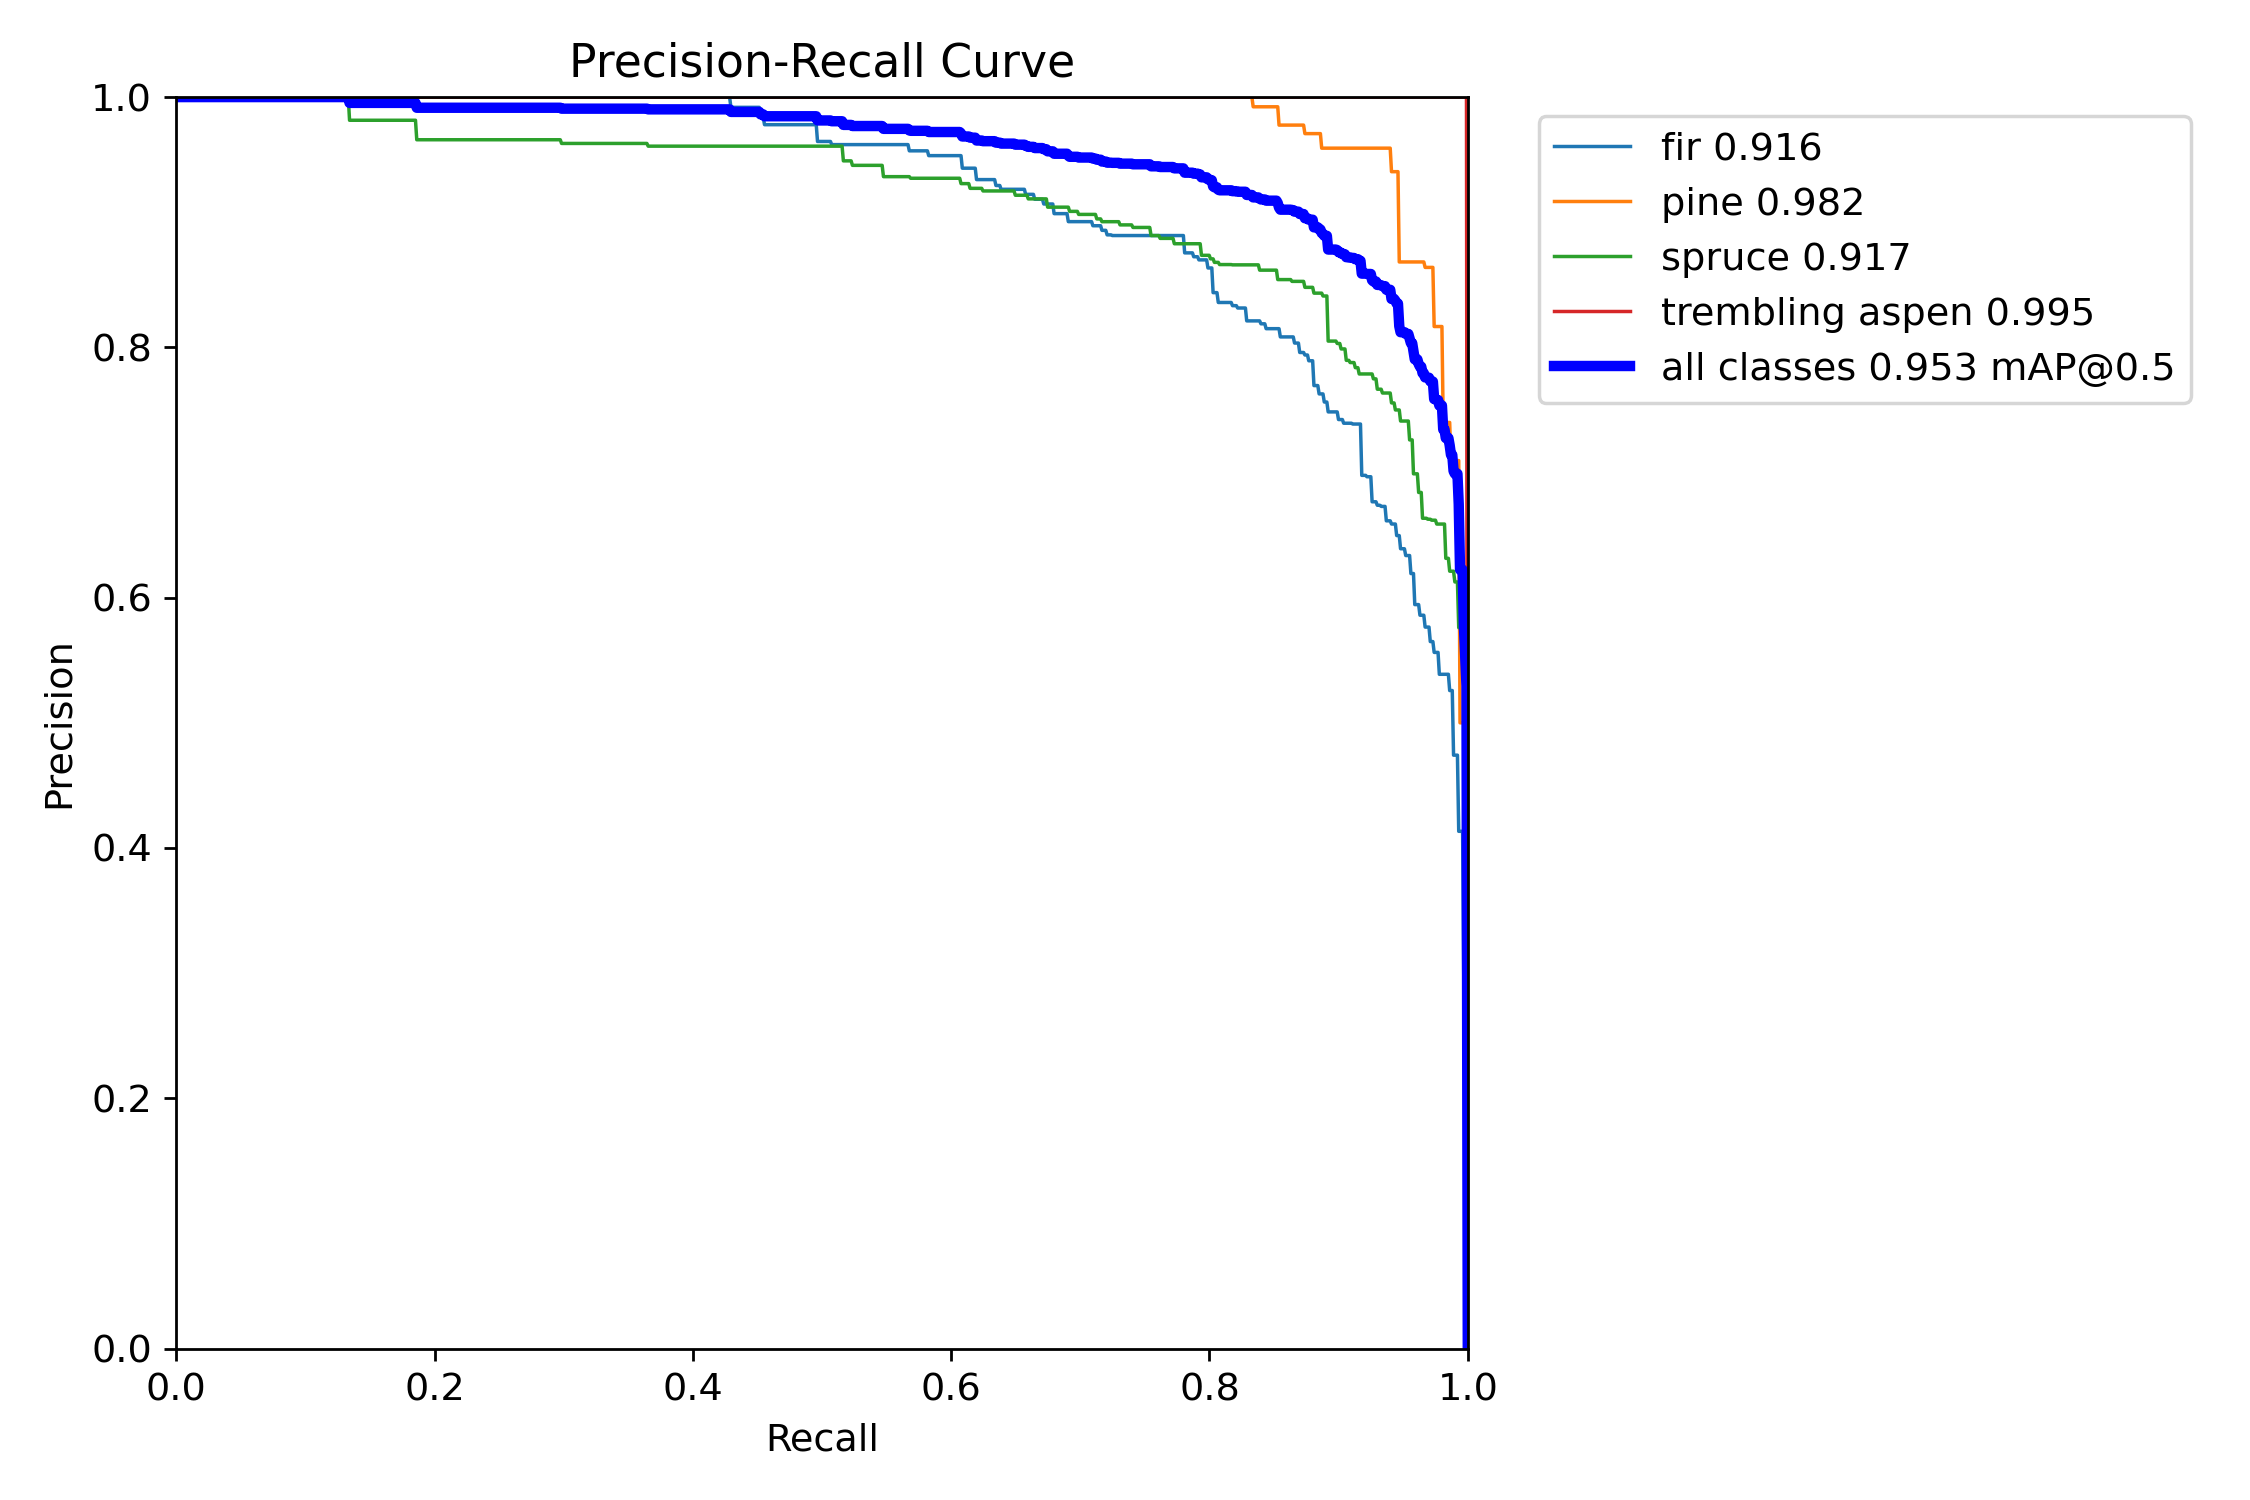 Precision-Recall Curve
1.0
0.8
0.6
0.4
0.2
0.0
Precision
0.0 0.2 0.4 0.6 0.8 1.0
Recall
fir 0.916
pine 0.982
spruce 0.917
trembling aspen 0.995
all classes 0.953 mAP@0.5